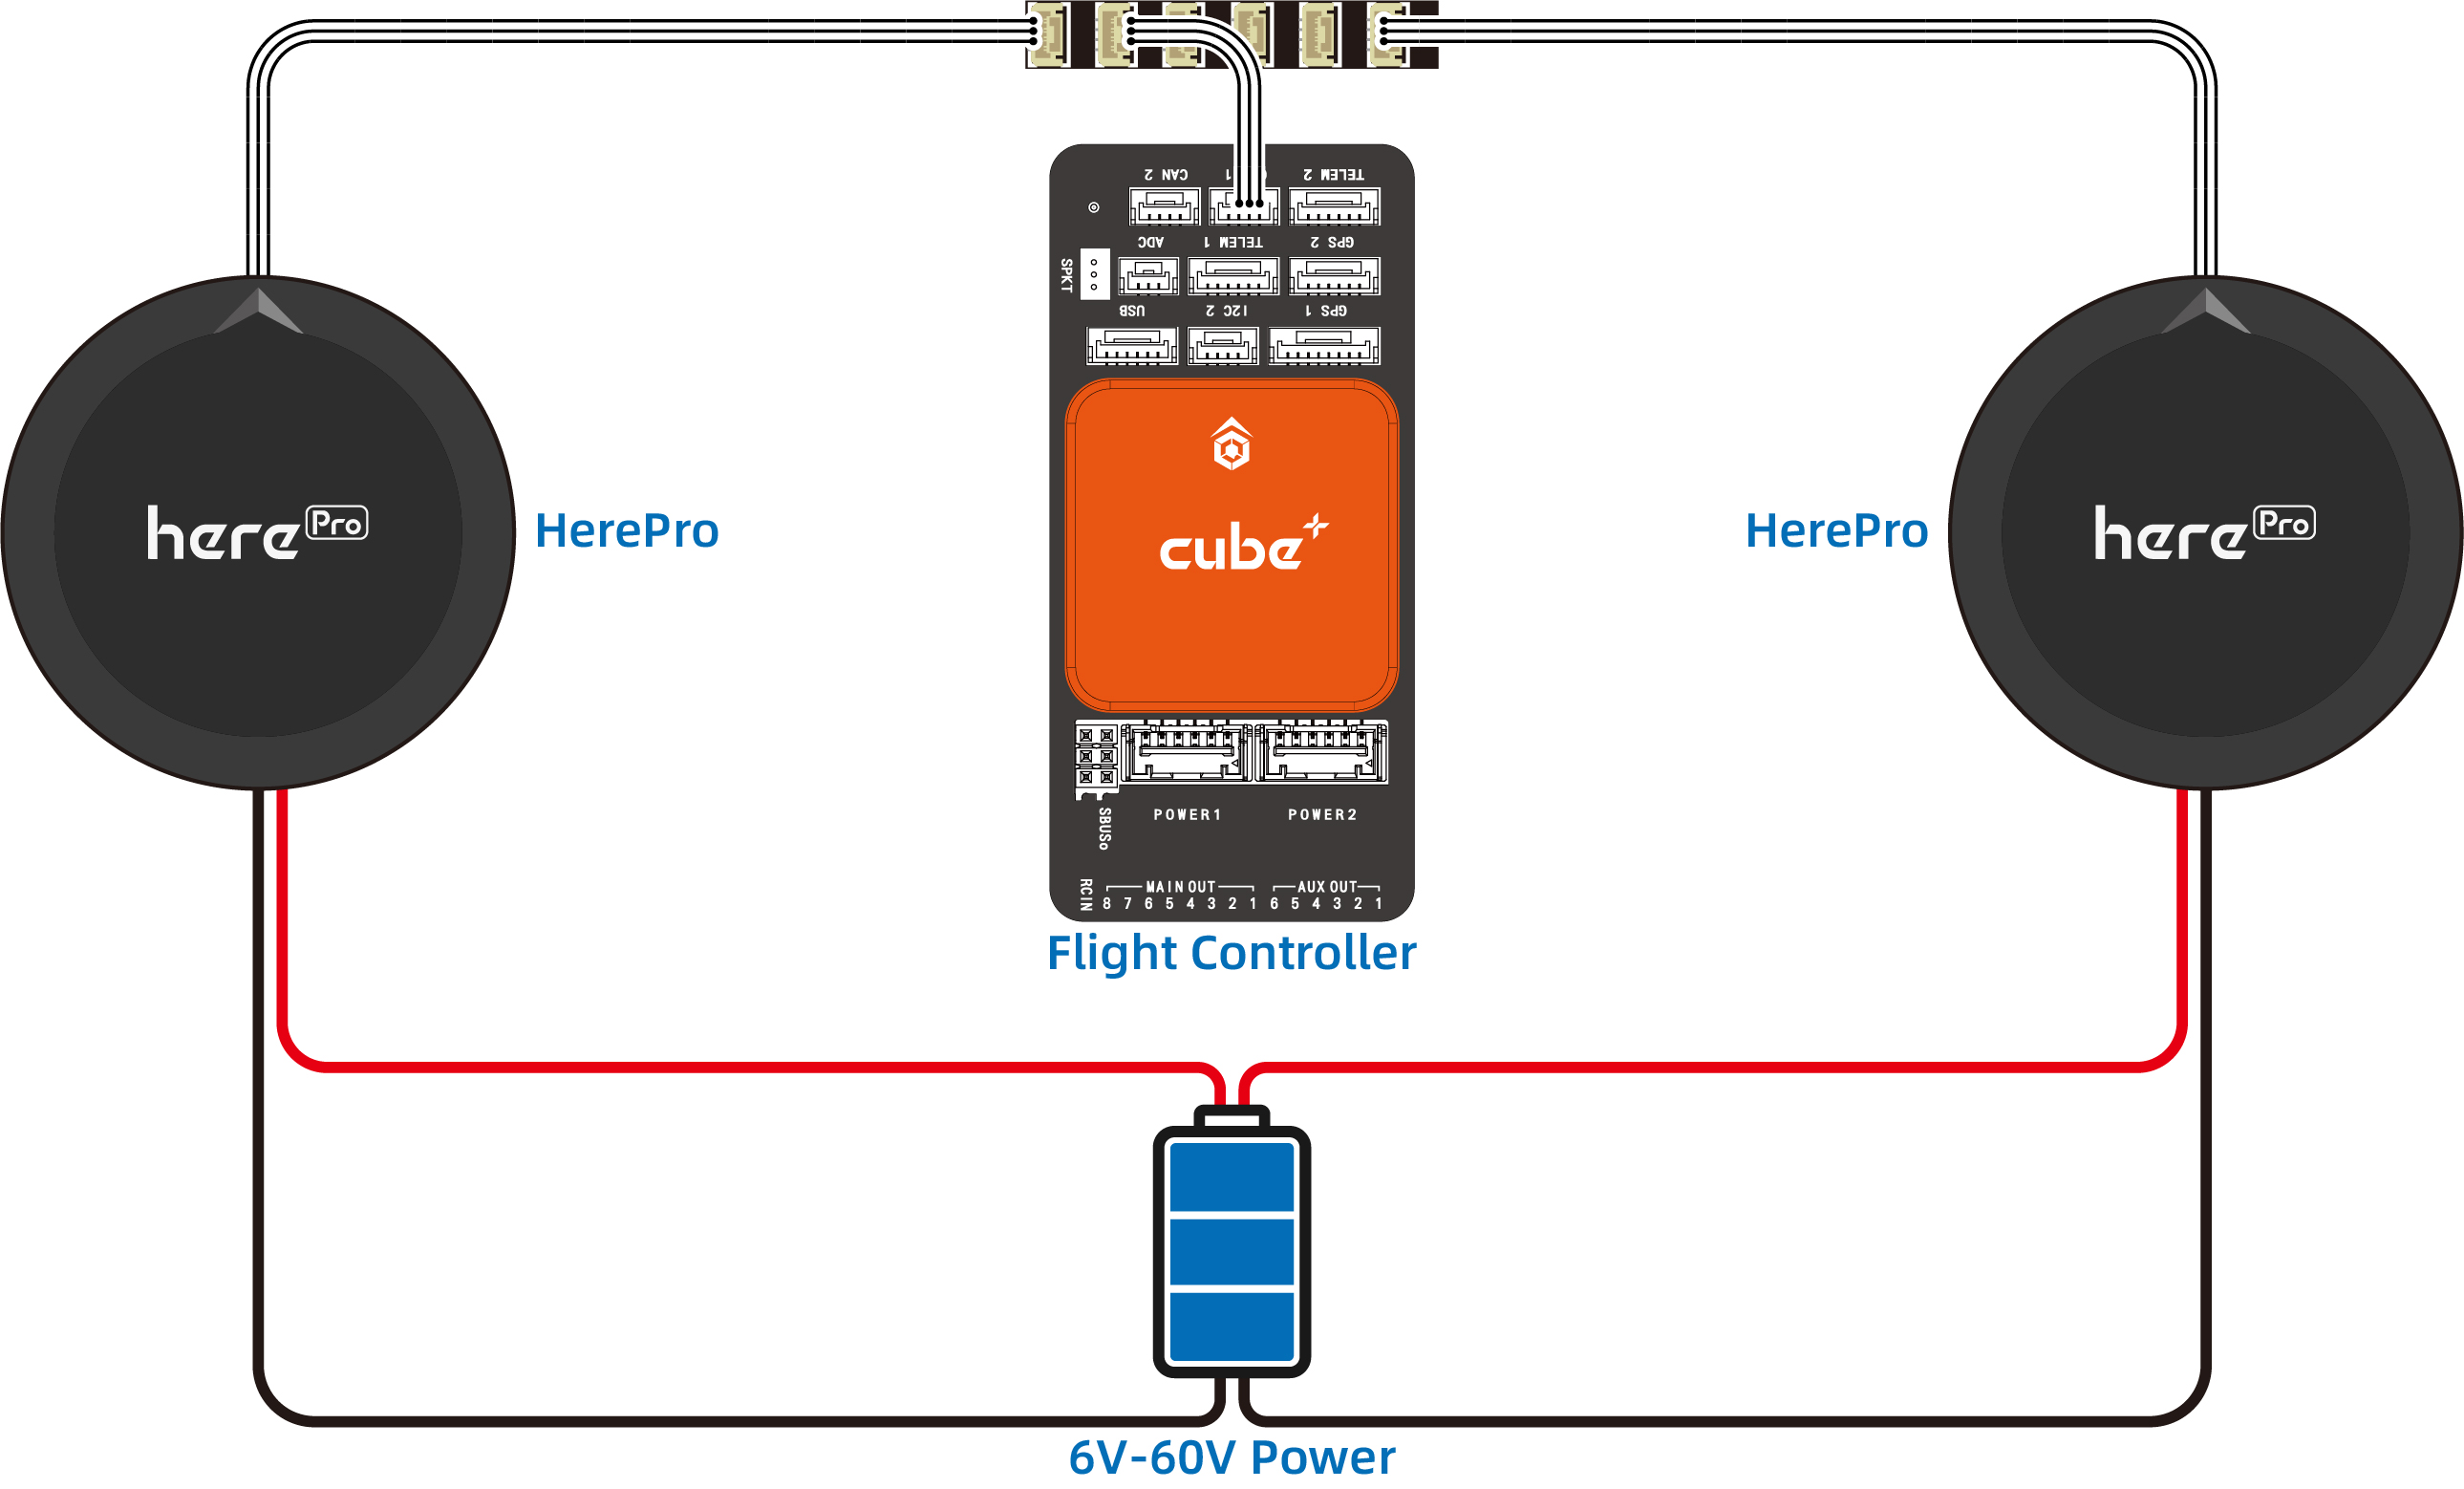 CAN 2
1
TELEM 2
ADC
TELEM 1
GPS 2
SPKT
USB
I2C 2
GPS 1
here Pro
HerePro
cube+
HerePro
here Pro
POWER1
POWER2
SBUSo
RCIN
MAIN OUT
AUX OUT
8 7 6 5 4 3 2 1
6 5 4 3 2 1
Flight Controller
6V-60V Power